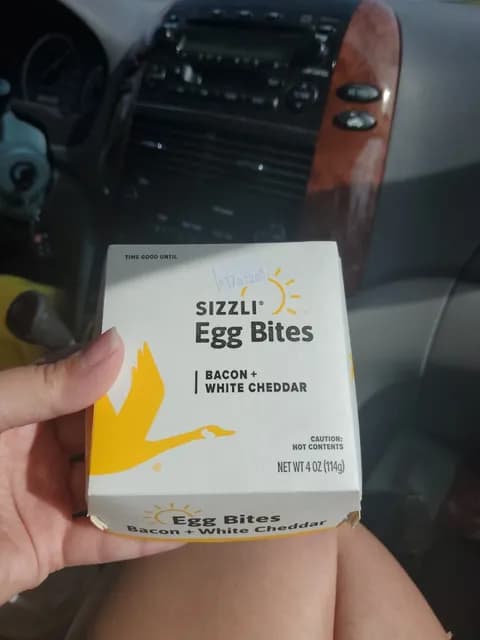 TIME GOOD UNTIL
SIZZLI®
Egg Bites
BACON +
WHITE CHEDDAR
CAUTION:
HOT CONTENTS
NET WT 4 OZ (114g)
Egg Bites
Bacon + White Cheddar